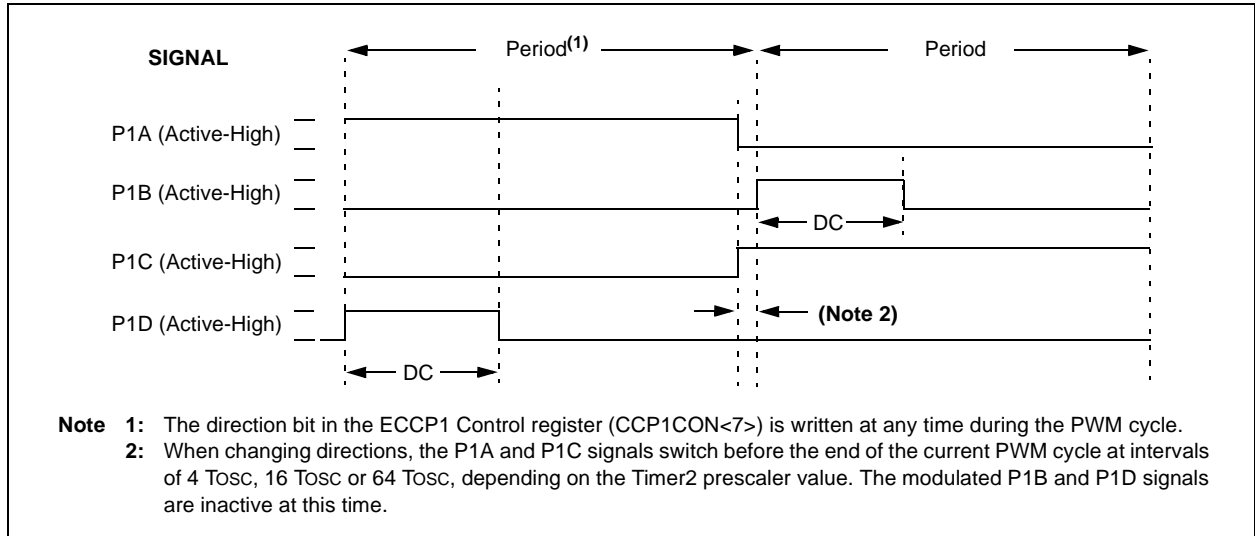 SIGNAL
Period(1)
Period
P1A (Active-High)
P1B (Active-High)
DC
P1C (Active-High)
P1D (Active-High)
(Note 2)
DC
Note 1: The direction bit in the ECCP1 Control register (CCP1CON<7>) is written at any time during the PWM cycle.
2: When changing directions, the P1A and P1C signals switch before the end of the current PWM cycle at intervals
of 4 TOSC, 16 TOSC or 64 TOSC, depending on the Timer2 prescaler value. The modulated P1B and P1D signals
are inactive at this time.